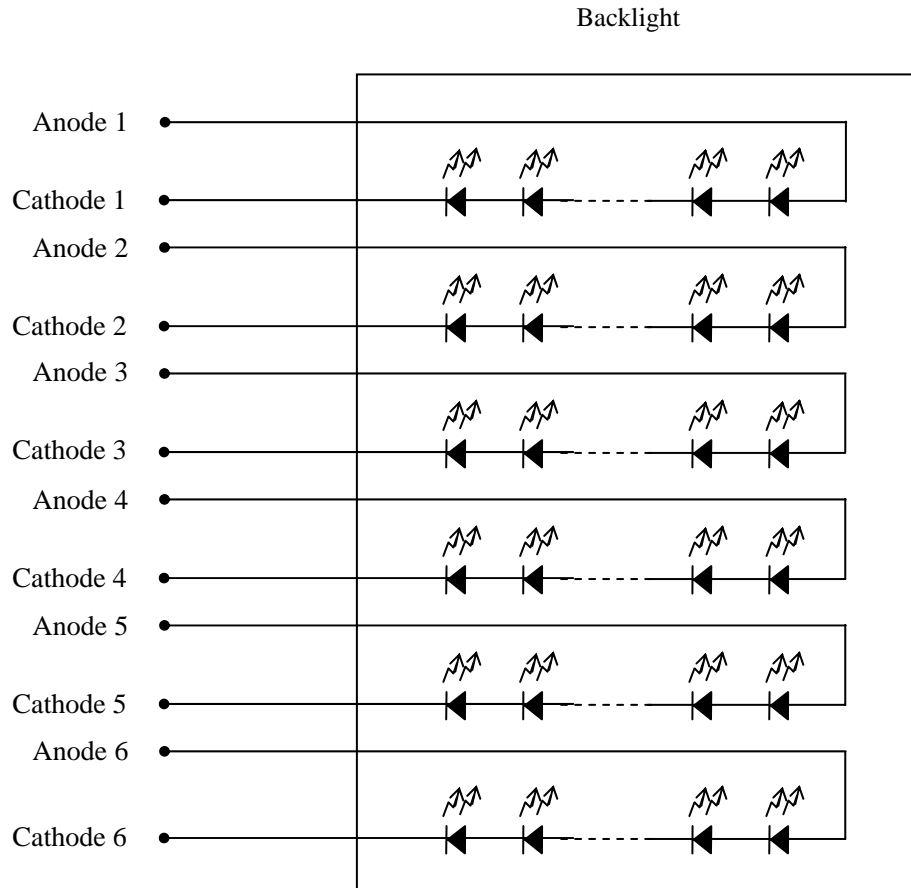 Backlight
Anode 1
Cathode 1
Anode 2
Cathode 2
Anode 3
Cathode 3
Anode 4
Cathode 4
Anode 5
Cathode 5
Anode 6
Cathode 6